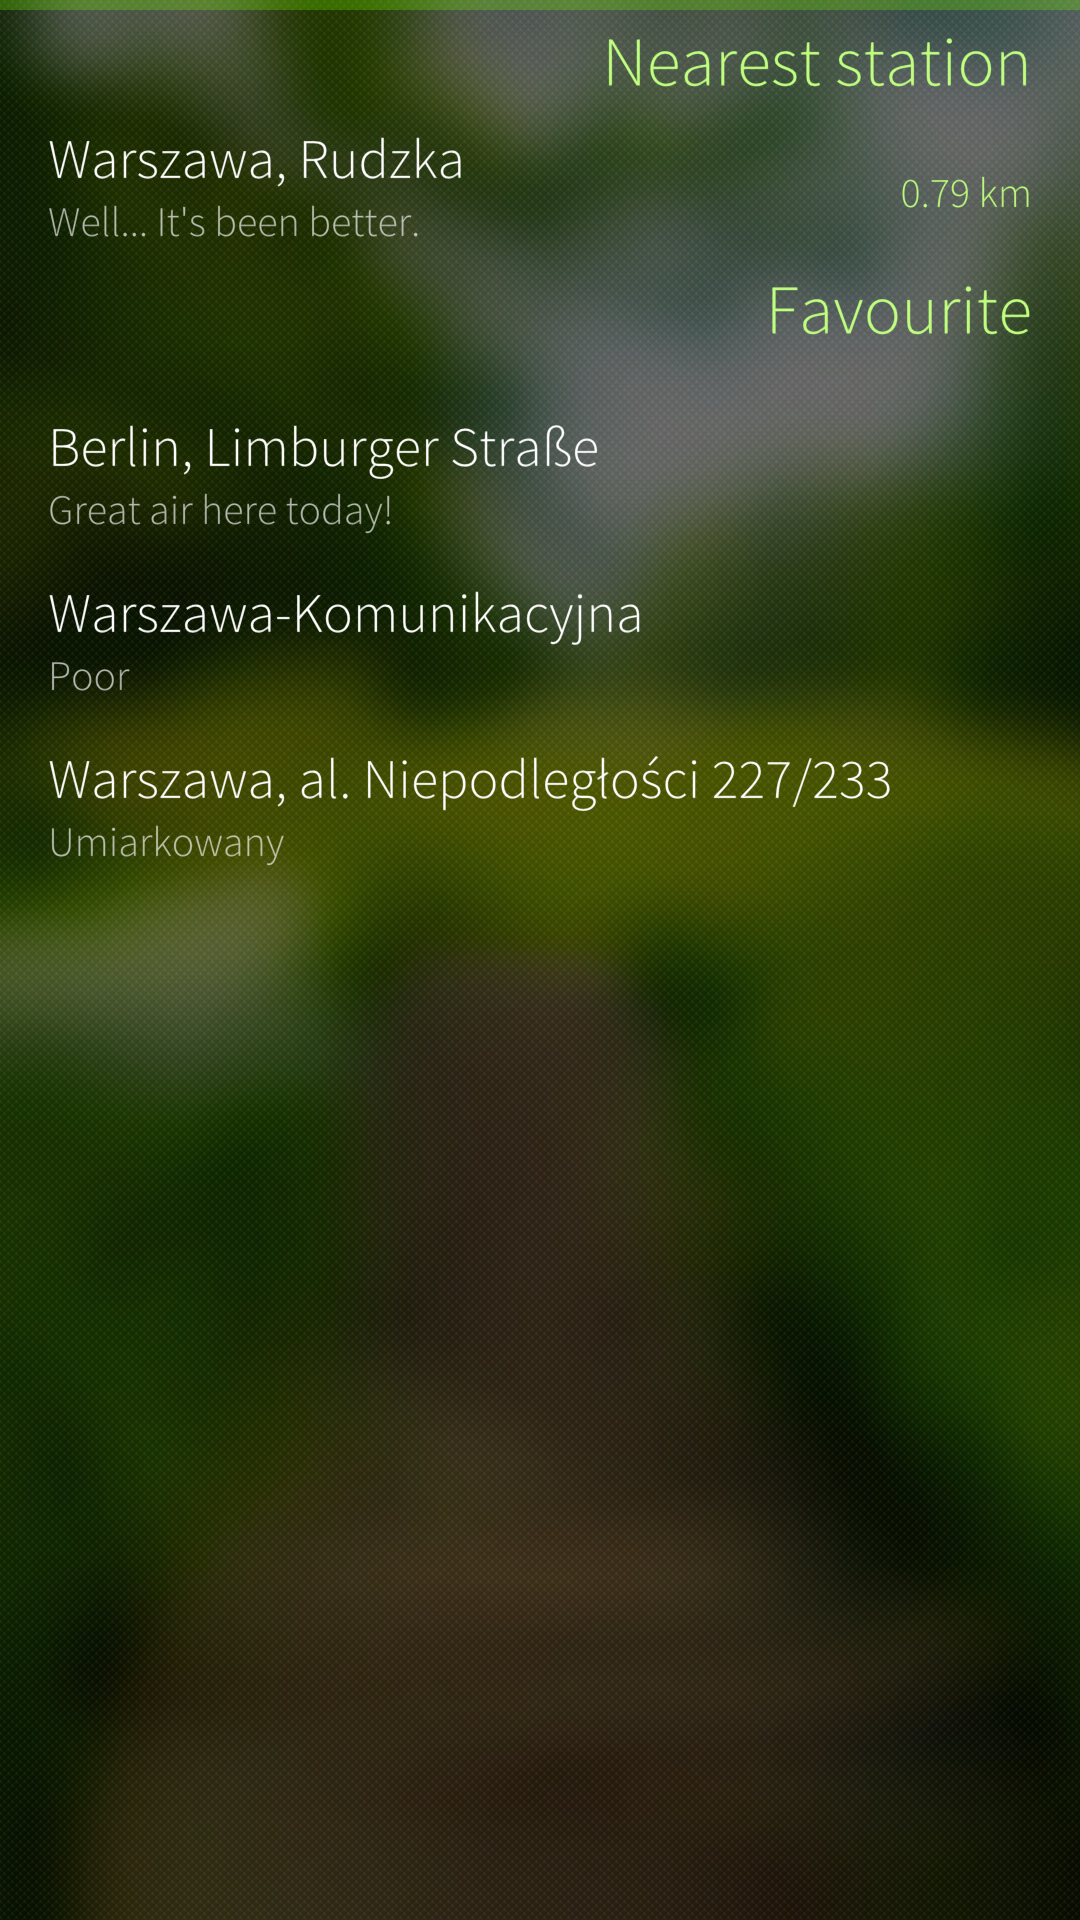 Nearest station
Warszawa, Rudzka
Well... It's been better.
0.79 km
Favourite
Berlin, Limburger Straße
Great air here today!
Warszawa-Komunikacyjna
Poor
Warszawa, al. Niepodległości 227/233
Umiarkowany